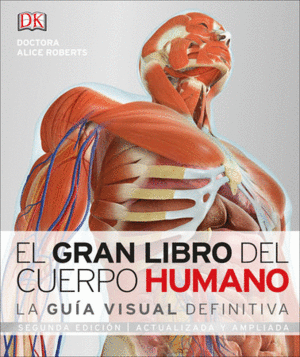 DK
DOCTORA
ALICE ROBERTS
EL GRAN LIBRO DEL
CUERPO HUMANO
LA GUÍA VISUAL DEFINITIVA
SEGUNDA EDICIÓN | ACTUALIZADA Y AMPLIADA